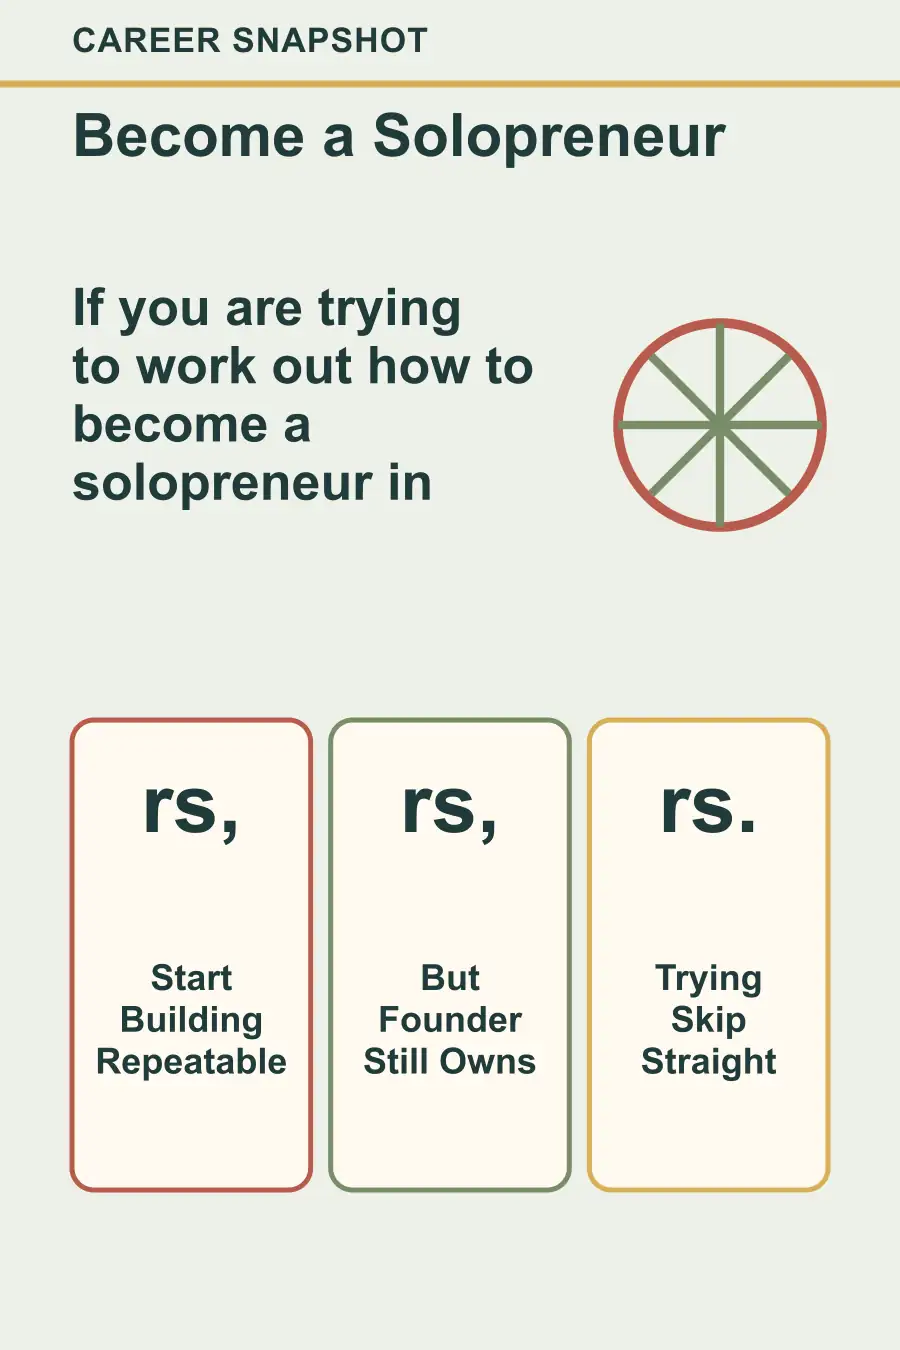 CAREER SNAPSHOT
Become a Solopreneur
If you are trying
to work out how to
become a
solopreneur in
rs,
Start
Building
Repeatable
rs,
But
Founder
Still Owns
rs.
Trying
Skip
Straight